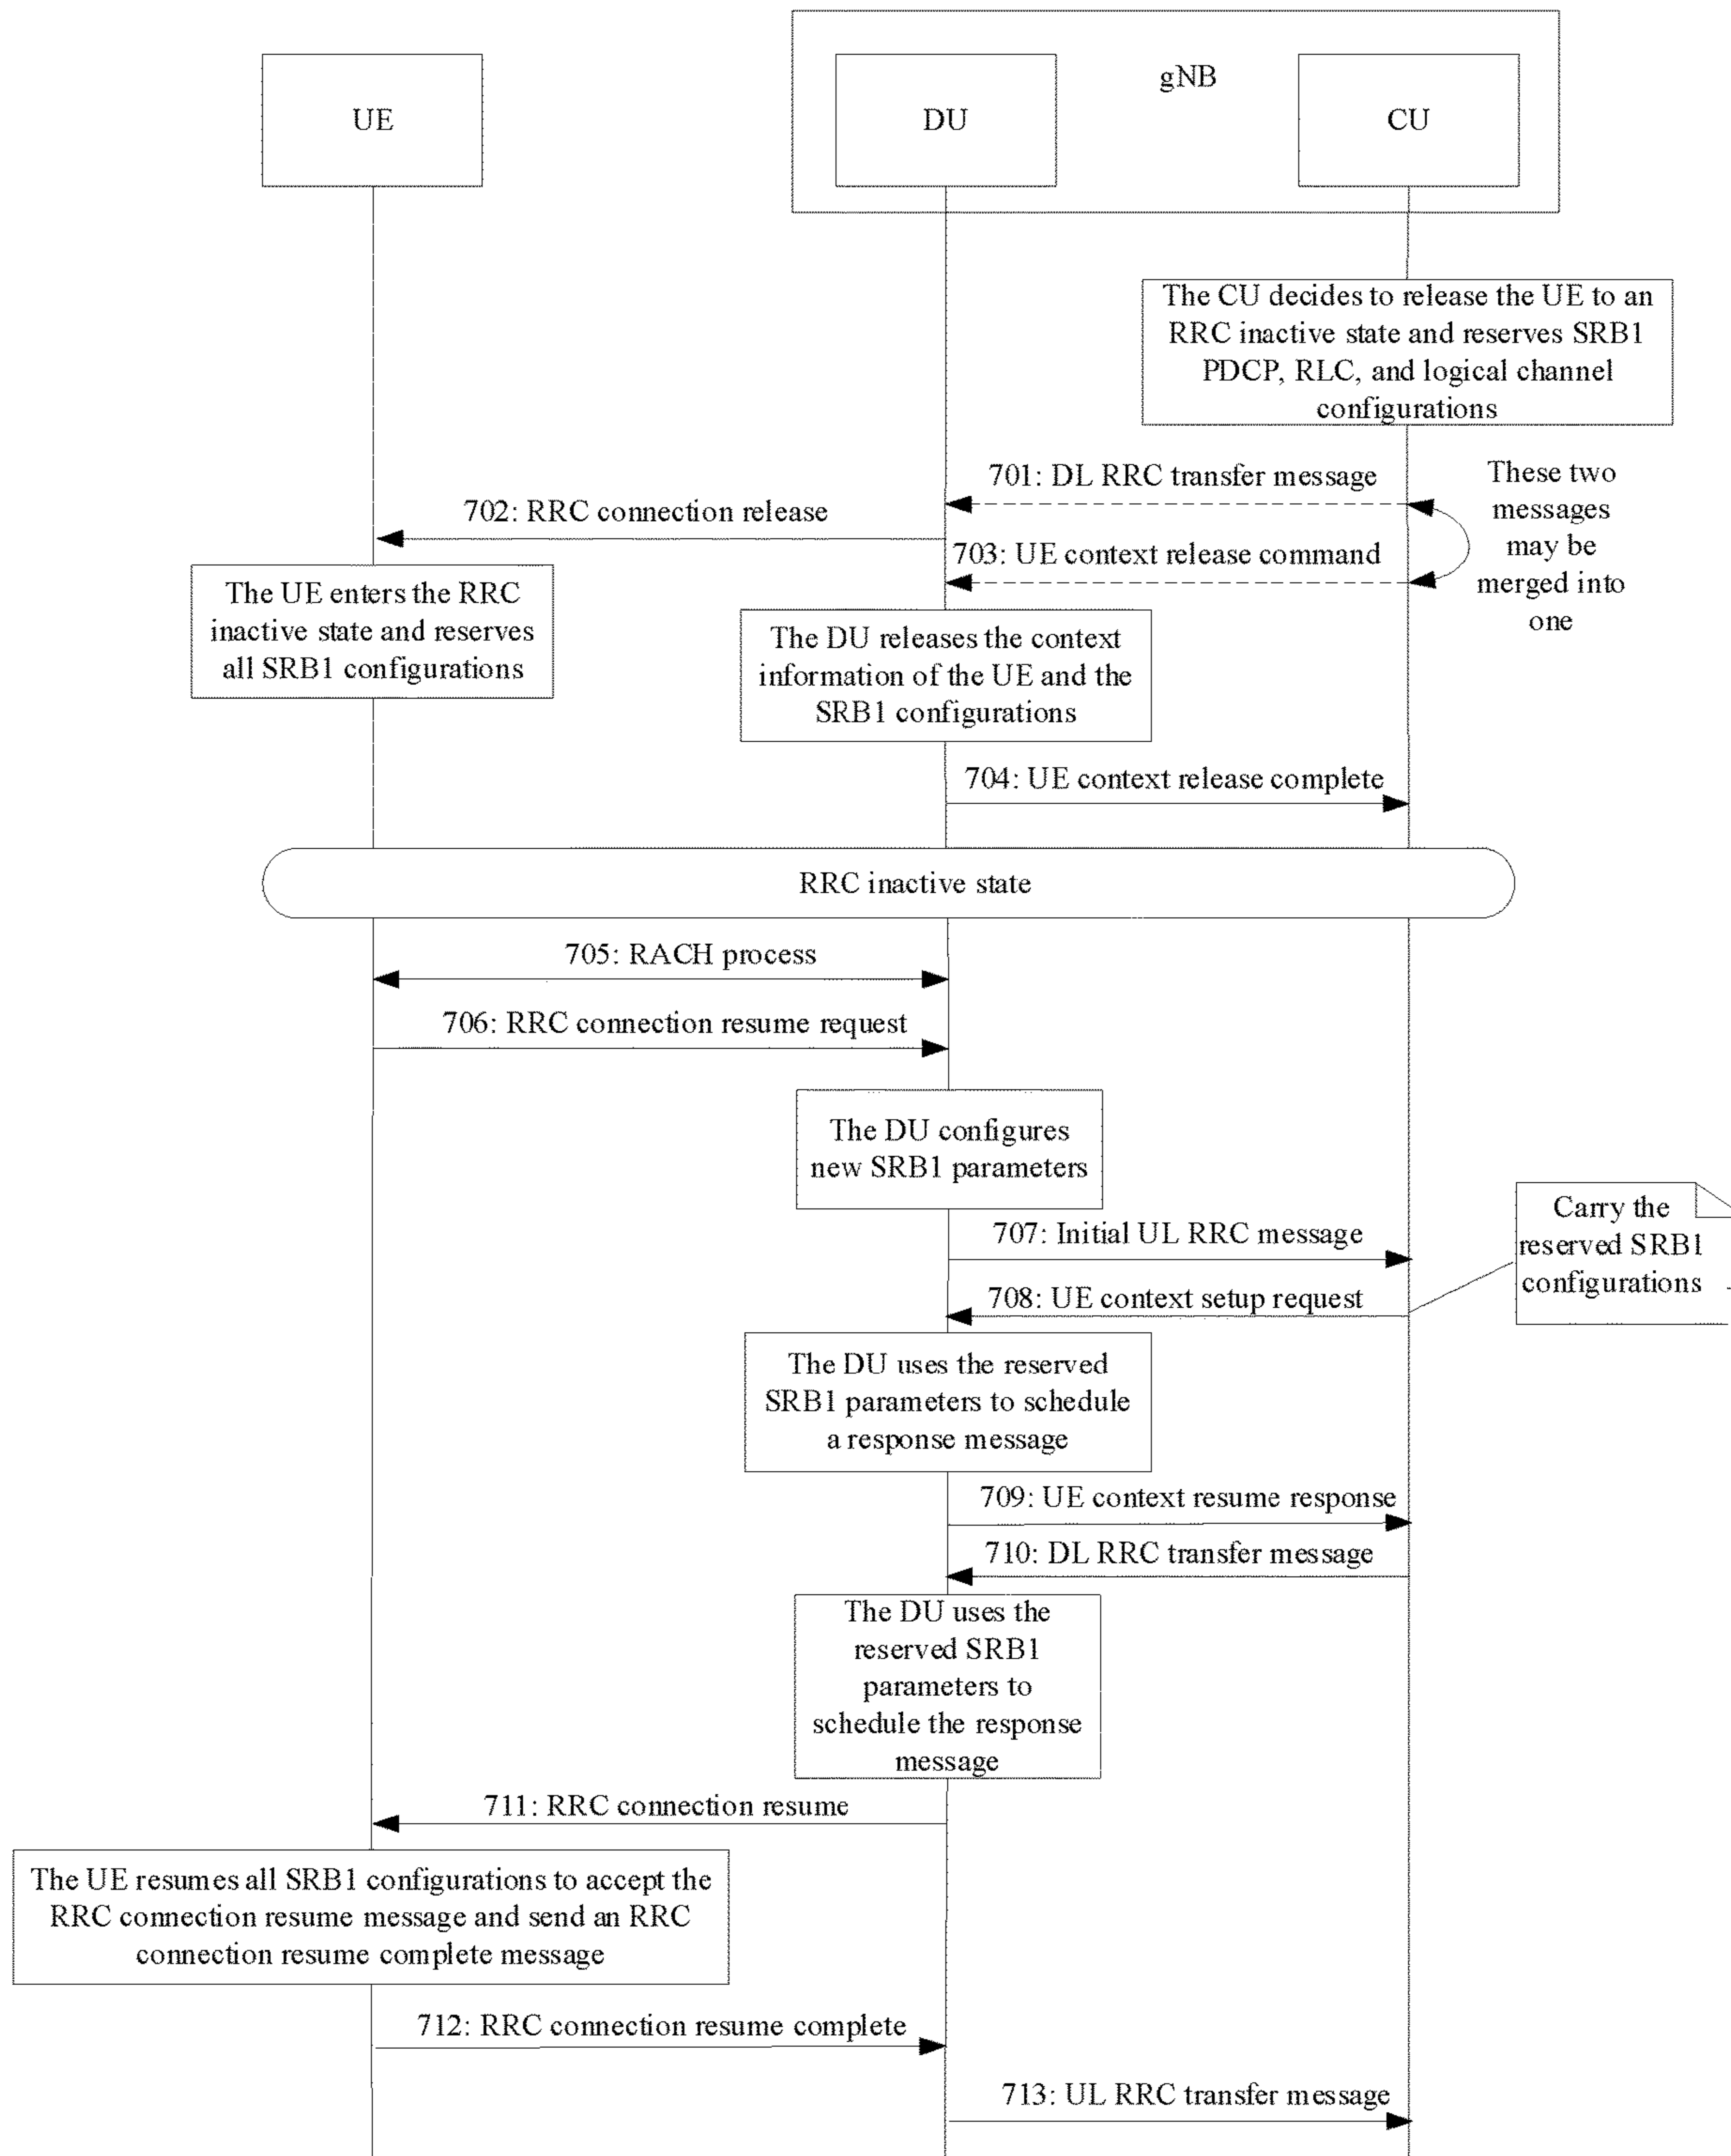 gNB
UE
DU
CU
The CU decides to release the UE to an
RRC inactive state and reserves SRB1
PDCP, RLC, and logical channel
configurations
701: DL RRC transfer message
These two
messages
may be
merged into
one
702: RRC connection release
703: UE context release command
The UE enters the RRC
inactive state and reserves
all SRB1 configurations
The DU releases the context
information of the UE and the
SRB1 configurations
704: UE context release complete
RRC inactive state
705: RACH process
706: RRC connection resume request
The DU configures
new SRB1 parameters
707: Initial UL RRC message
Carry the
reserved SRB1
configurations
708: UE context setup request
The DU uses the reserved
SRB1 parameters to schedule
a response message
709: UE context resume response
710: DL RRC transfer message
The DU uses the
reserved SRB1
parameters to
schedule the response
message
711: RRC connection resume
The UE resumes all SRB1 configurations to accept the
RRC connection resume message and send an RRC
connection resume complete message
712: RRC connection resume complete
713: UL RRC transfer message